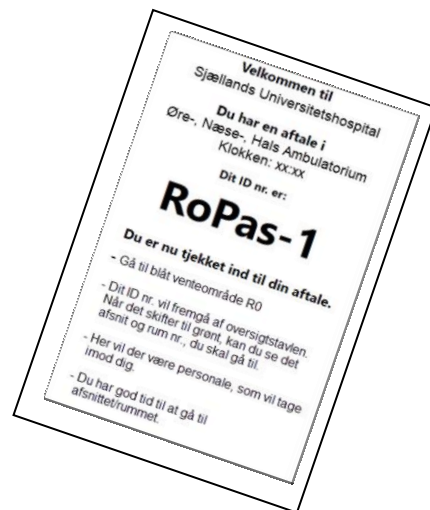 Velkommen til
Sjællands Universitetshospital
Du har en aftale i
Øre-, Næse-, Hals Ambulatorium
Klokken: xx:xx
Dit ID nr. er:
RoPas-1
Du er nu tjekket ind til din aftale.
- Gå til blåt venteområde R0
- Dit ID nr. vil fremgå af oversigtstavlen.
Når det skifter til grønt, kan du se det
afsnit og rum nr., du skal gå til.
- Her vil der være personale, som vil tage
imod dig.
- Du har god tid til at gå til
afsnittet/rummet.